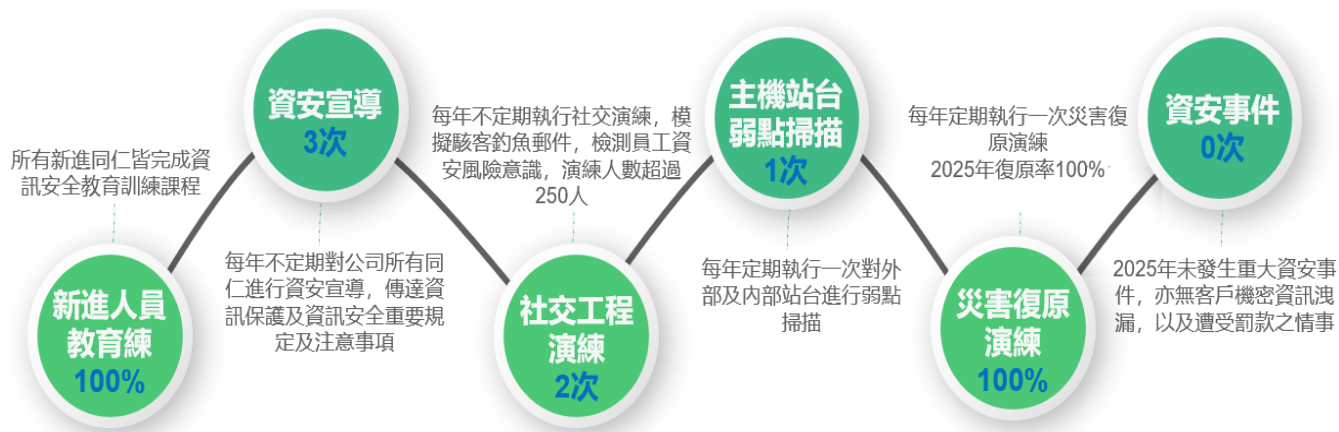 所有新進同仁皆完成資
訊安全教育訓練課程
新進人員
教育練
100%
資安宣導
3次
每年不定期對公司所有同
仁進行資安宣導，傳達資
訊保護及資訊安全重要規
定及注意事項
每年不定期執行社交演練，模
擬駭客釣魚郵件，檢測員工資
安風險意識，演練人數超過
250人
社交工程
演練
2次
主機站台
弱點掃描
1次
每年定期執行一次對外
部及內部站台進行弱點
掃描
每年定期執行一次災害復
原演練
2025年復原率100%
災害復原
演練
100%
資安事件
0次
2025年未發生重大資安事
件，亦無客戶機密資訊洩
漏，以及遭受罰款之情事